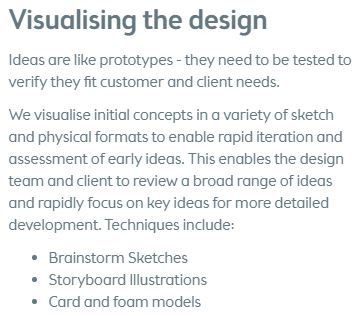 Visualising the design
Ideas are like prototypes - they need to be tested to
verify they fit customer and client needs.
We visualise initial concepts in a variety of sketch
and physical formats to enable rapid iteration and
assessment of early ideas. This enables the design
team and client to review a broad range of ideas
and rapidly focus on key ideas for more detailed
development. Techniques include:
• Brainstorm Sketches
• Storyboard Illustrations
• Card and foam models